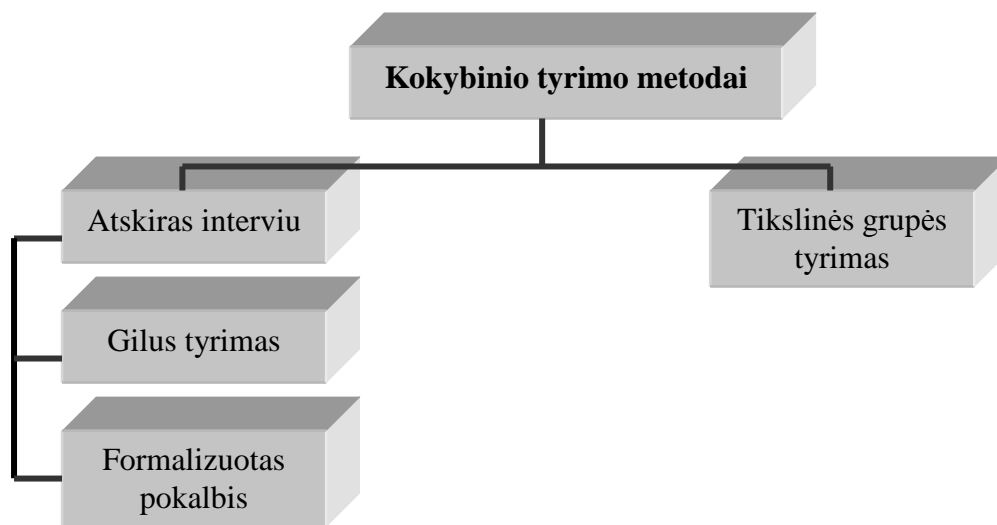 Kokybinio tyrimo metodai
Atskiras interviu
Tikslinės grupės
tyrimas
Gilus tyrimas
Formalizuotas
pokalbis